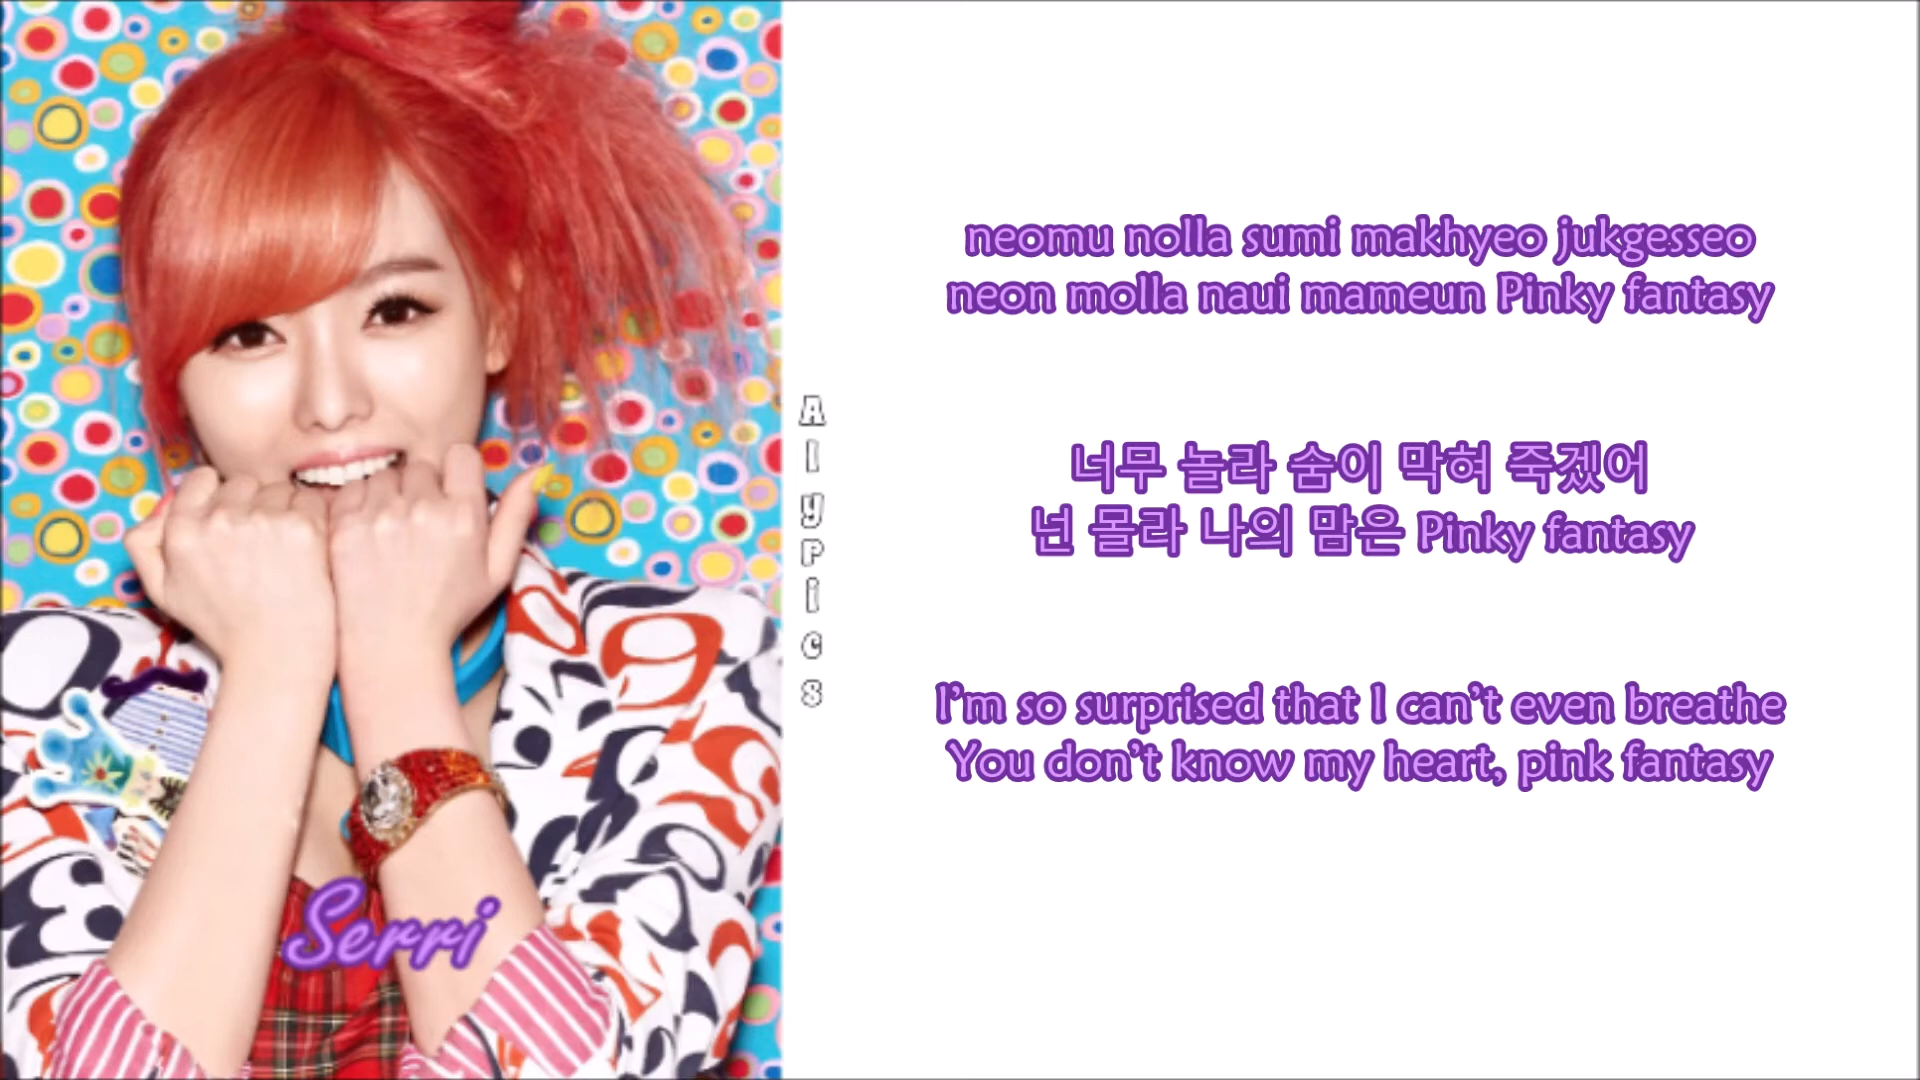 neomu nolla sumi makhyeo jukgesseo
neon molla naui mameun Pinky fantasy
너무 놀라 숨이 막혀 죽겠어
넌 몰라 나의 맘은 Pinky fantasy
I'm so surprised that I can't even breathe
You don't know my heart, pink fantasy
AlyPics
Serri